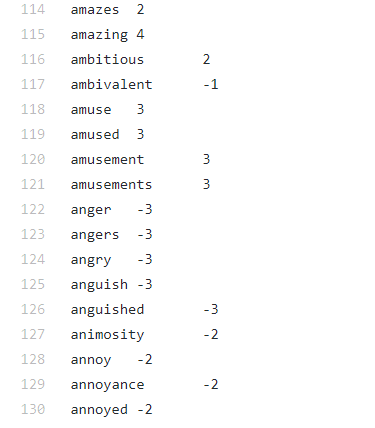 114 amazes 2
115 amazing 4
116 ambitious 2
117 ambivalent -1
118 amuse 3
119 amused 3
120 amusement 3
121 amusements 3
122 anger -3
123 angers -3
124 angry -3
125 anguish -3
126 anguished -3
127 animosity -2
128 annoy -2
129 annoyance -2
130 annoyed -2